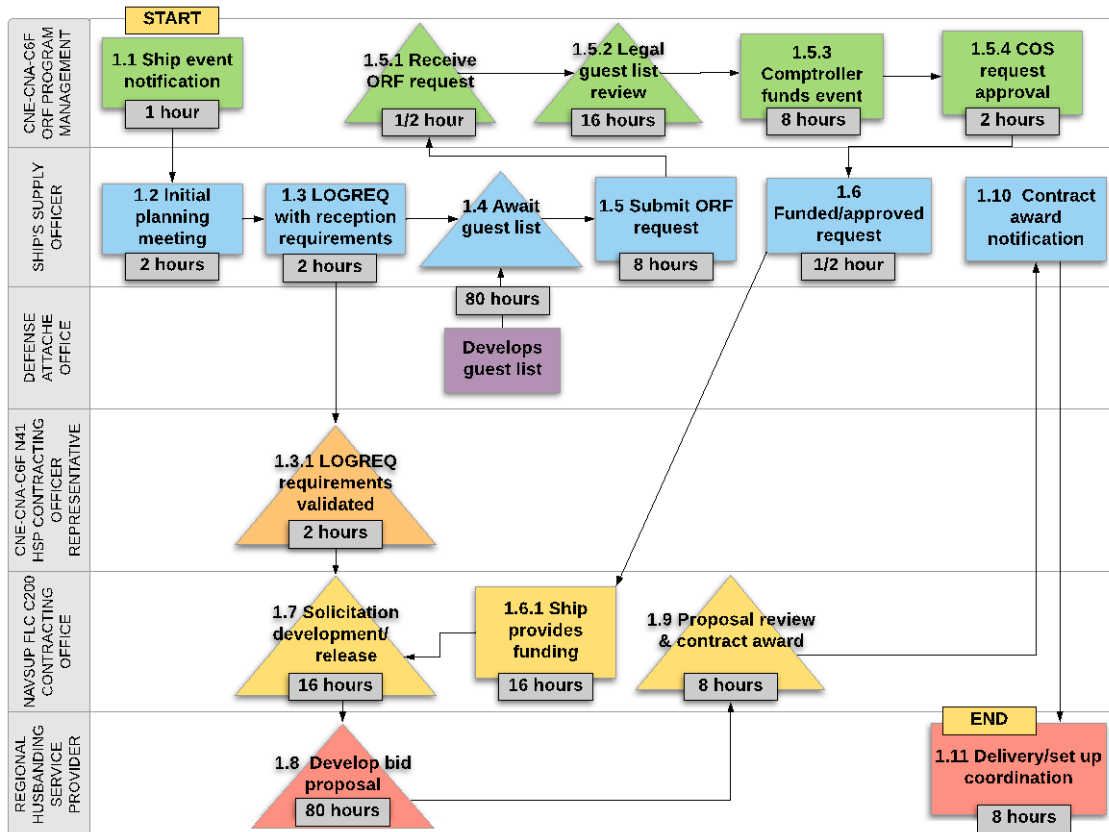 START
CNE-CNA-C6F
ORF PROGRAM
MANAGEMENT
1.1 Ship event
notification
1 hour
1.5.1 Receive
ORF request
1/2 hour
1.5.2 Legal
guest list
review
16 hours
1.5.3
Comptroller
funds event
8 hours
1.5.4 COS
request
approval
2 hours
SHIP'S SUPPLY
OFFICER
1.2 Initial
planning
meeting
2 hours
1.3 LOGREQ
with reception
requirements
2 hours
1.4 Await
guest list
1.5 Submit ORF
request
8 hours
1.6
Funded/approved
request
1/2 hour
1.10 Contract
award
notification
DEFENSE
ATTACHE
OFFICE
80 hours
Develops
guest list
CNE-CNA-C6F N41
HSP CONTRACTING
OFFICER
REPRESENTATIVE
1.3.1 LOGREQ
requirements
validated
2 hours
NAVSUP FLC C200
CONTRACTING
OFFICE
1.7 Solicitation
development/
release
16 hours
1.6.1 Ship
provides
funding
16 hours
1.9 Proposal review
& contract award
8 hours
REGIONAL
HUSBANDING
SERVICE
PROVIDER
1.8 Develop bid
proposal
80 hours
END
1.11 Delivery/set up
coordination
8 hours